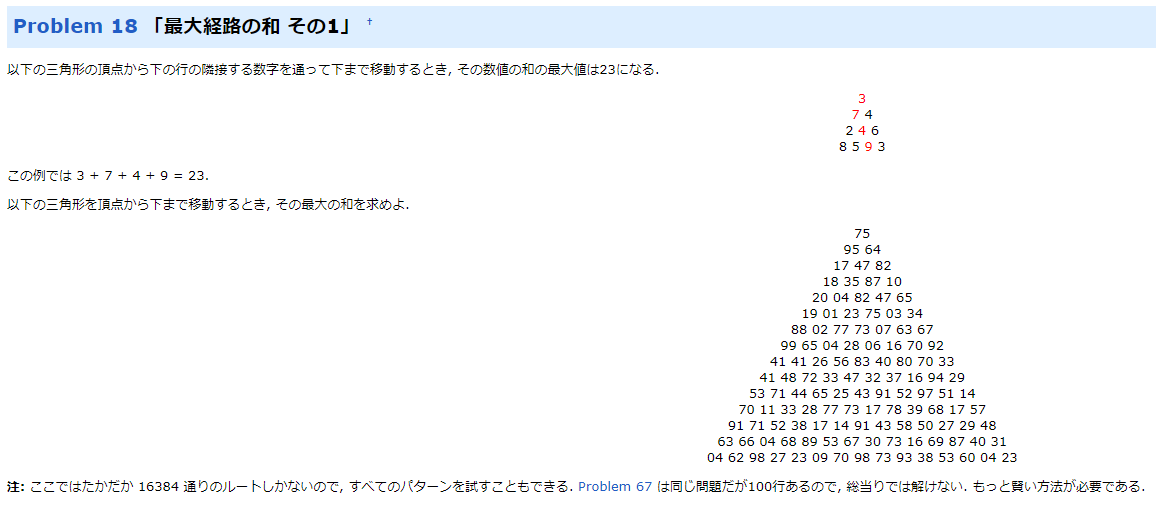 Problem 18 「最大経路の和 その1」 †
以下の三角形の頂点から下の行の隣接する数字を通って下まで移動するとき, その数値の和の最大値は23になる.
3
7 4
2 4 6
8 5 9 3
この例では 3 + 7 + 4 + 9 = 23.
以下の三角形を頂点から下まで移動するとき, その最大の和を求めよ.
75
95 64
17 47 82
18 35 87 10
20 04 82 47 65
19 01 23 75 03 34
88 02 77 73 07 63 67
99 65 04 28 06 16 70 92
41 41 26 56 83 40 80 70 33
41 48 72 33 47 32 37 16 94 29
53 71 44 65 25 43 91 52 97 51 14
70 11 33 28 77 73 17 78 39 68 17 57
91 71 52 38 17 14 91 43 58 50 27 29 48
63 66 04 68 89 53 67 30 73 16 69 87 40 31
04 62 98 27 23 09 70 98 73 93 38 53 60 04 23
注: ここではたかだか 16384 通りのルートしかないので, すべてのパターンを試すこともできる. Problem 67 は同じ問題だが100行あるので, 総当りでは解けない. もっと賢い方法が必要である.